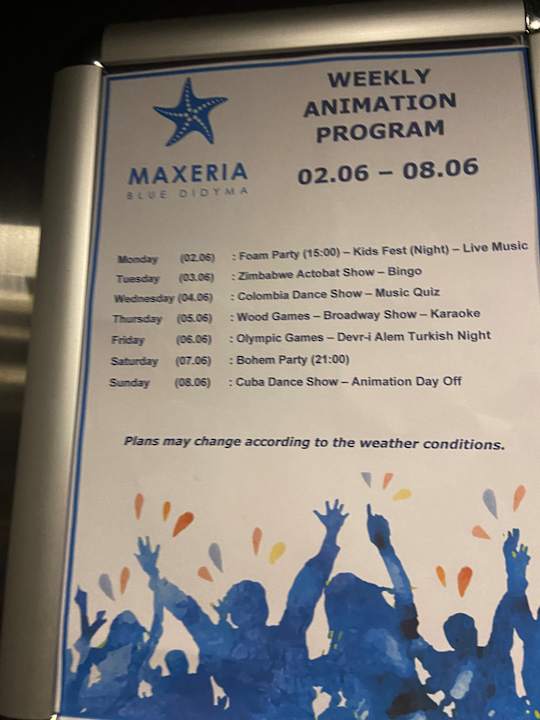 MAXERIA
BLUE DIDYMA
WEEKLY
ANIMATION
PROGRAM
02.06 – 08.06
Monday (02.06) : Foam Party (15:00) – Kids Fest (Night) – Live Music
Tuesday (03.06) : Zimbabwe Actobat Show – Bingo
Wednesday (04.06) : Colombia Dance Show – Music Quiz
Thursday (05.06) : Wood Games – Broadway Show – Karaoke
Friday (06.06) : Olympic Games – Devr-i Alem Turkish Night
Saturday (07.06) : Bohem Party (21:00)
Sunday (08.06) : Cuba Dance Show – Animation Day Off
Plans may change according to the weather conditions.